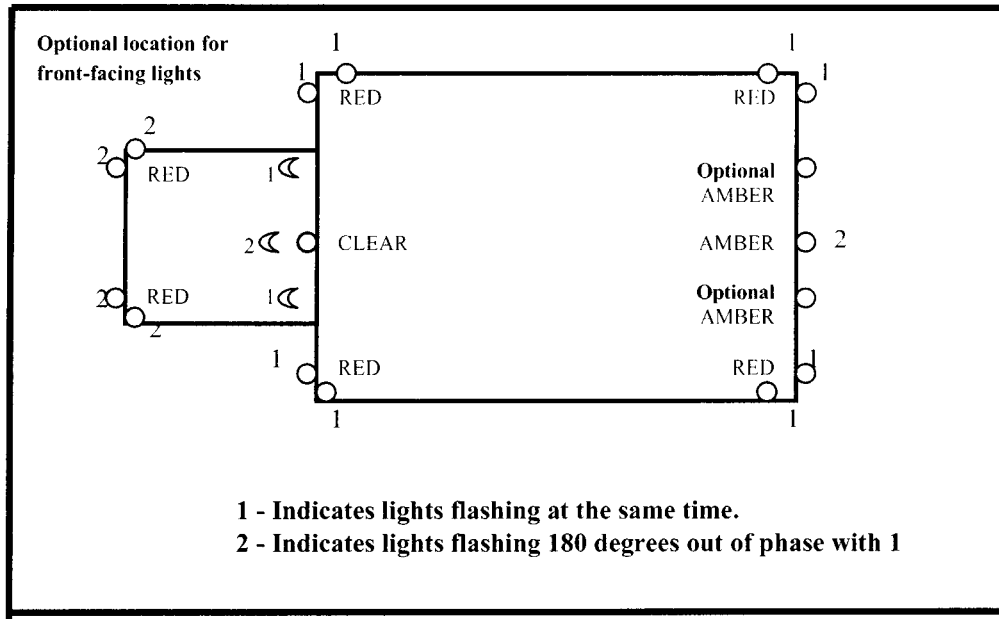 Optional location for
front-facing lights
1
1
1
1
RED
RED
2
2
RED
1
Optional
AMBER
2
CLEAR
AMBER
2
2
RED
1
Optional
AMBER
2
1
RED
RED
1
1
1
1 - Indicates lights flashing at the same time.
2 - Indicates lights flashing 180 degrees out of phase with 1